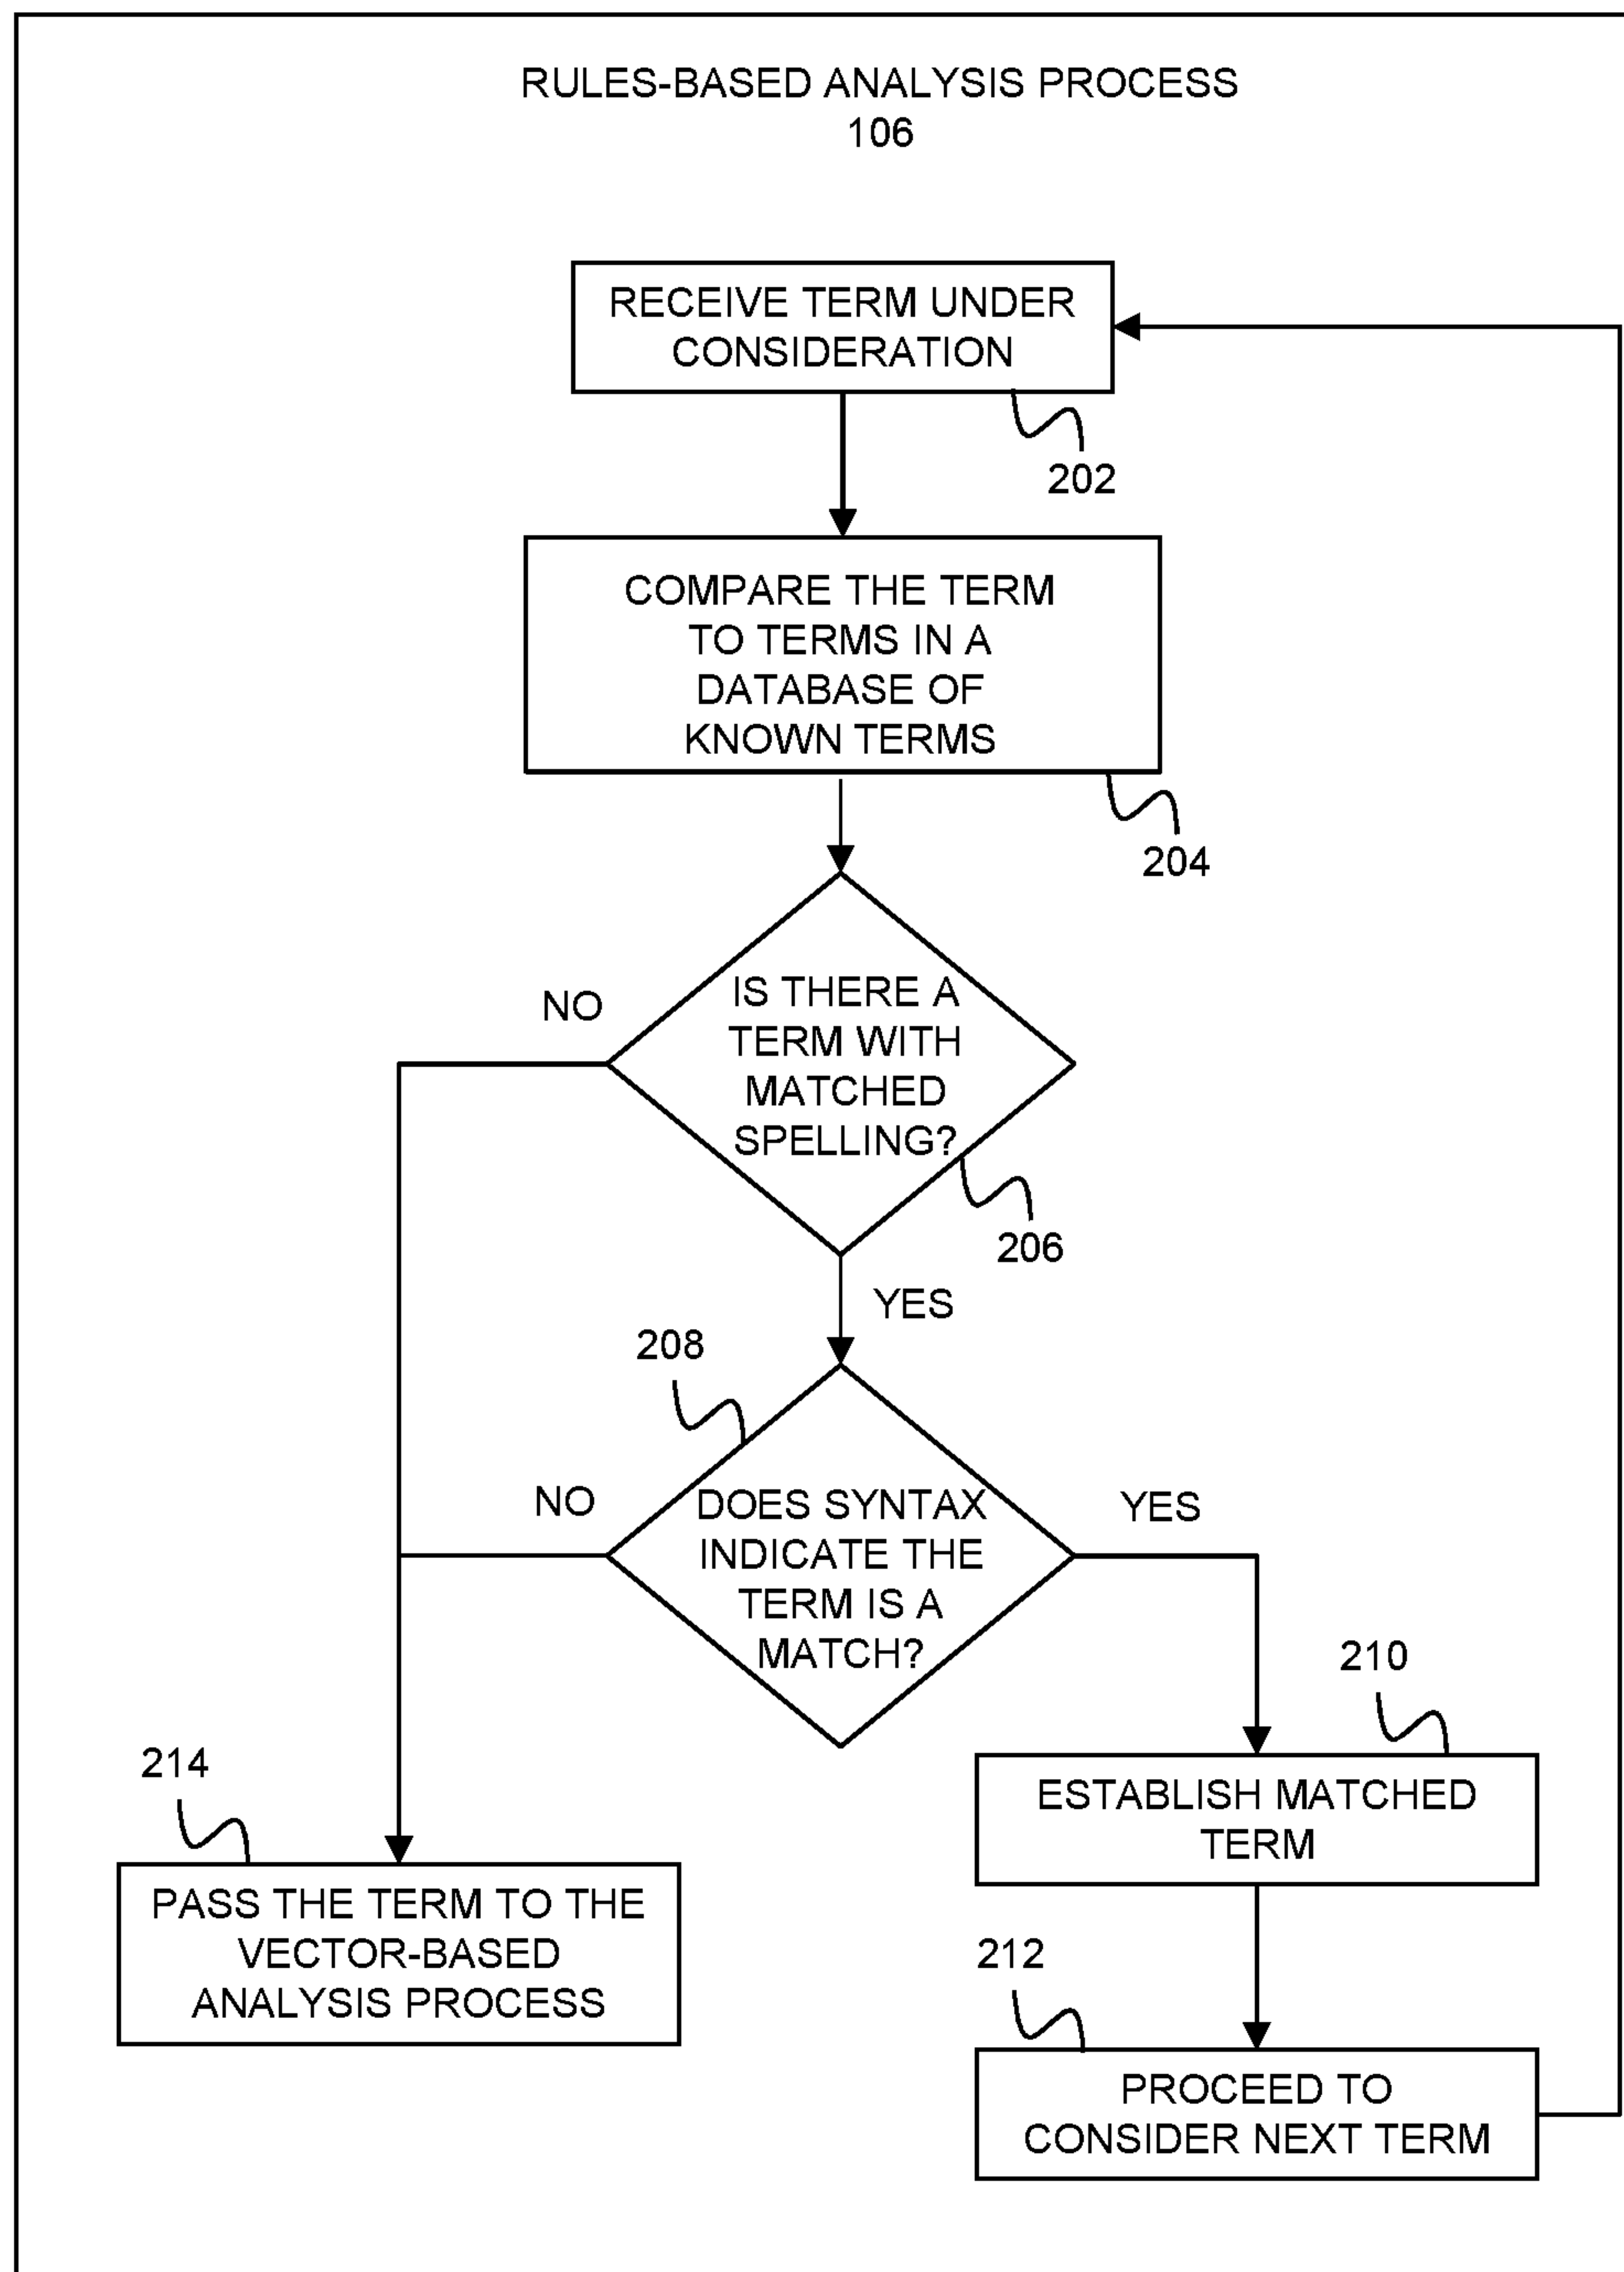 RULES-BASED ANALYSIS PROCESS
106
RECEIVE TERM UNDER
CONSIDERATION
202
COMPARE THE TERM
TO TERMS IN A
DATABASE OF
KNOWN TERMS
204
NO
IS THERE A
TERM WITH
MATCHED
SPELLING?
206
YES
208
NO
DOES SYNTAX
INDICATE THE
TERM IS A
MATCH?
YES
210
ESTABLISH MATCHED
TERM
214
PASS THE TERM TO THE
VECTOR-BASED
ANALYSIS PROCESS
212
PROCEED TO
CONSIDER NEXT TERM